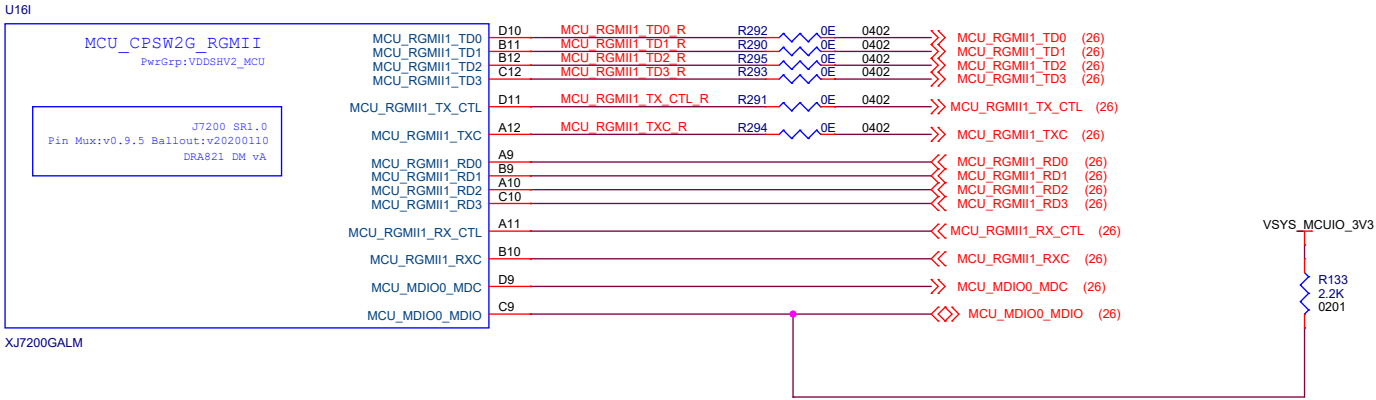 U16I
MCU_CPSW2G_RGMII
PwrGrp:VDDSHV2_MCU
J7200 SR1.0
Pin Mux:v0.9.5 Ballout:v20200110
DRA821 DM vA
MCU_RGMII1_TD0 D10 MCU_RGMII1_TD0_R R292 0E 0402 MCU_RGMII1_TD0 (26)
MCU_RGMII1_TD1 B11 MCU_RGMII1_TD1_R R290 0E 0402 MCU_RGMII1_TD1 (26)
MCU_RGMII1_TD2 B12 MCU_RGMII1_TD2_R R295 0E 0402 MCU_RGMII1_TD2 (26)
MCU_RGMII1_TD3 C12 MCU_RGMII1_TD3_R R293 0E 0402 MCU_RGMII1_TD3 (26)
MCU_RGMII1_TX_CTL D11 MCU_RGMII1_TX_CTL_R R291 0E 0402 MCU_RGMII1_TX_CTL (26)
MCU_RGMII1_TXC A12 MCU_RGMII1_TXC_R R294 0E 0402 MCU_RGMII1_TXC (26)
MCU_RGMII1_RD0 A9 MCU_RGMII1_RD0 (26)
MCU_RGMII1_RD1 B9 MCU_RGMII1_RD1 (26)
MCU_RGMII1_RD2 A10 MCU_RGMII1_RD2 (26)
MCU_RGMII1_RD3 C10 MCU_RGMII1_RD3 (26)
MCU_RGMII1_RX_CTL A11 MCU_RGMII1_RX_CTL (26)
MCU_RGMII1_RXC B10 MCU_RGMII1_RXC (26)
MCU_MDIO0_MDC D9 MCU_MDIO0_MDC (26)
MCU_MDIO0_MDIO C9 MCU_MDIO0_MDIO (26)
VSYS_MCUIO_3V3
R133
2.2K
0201
XJ7200GALM